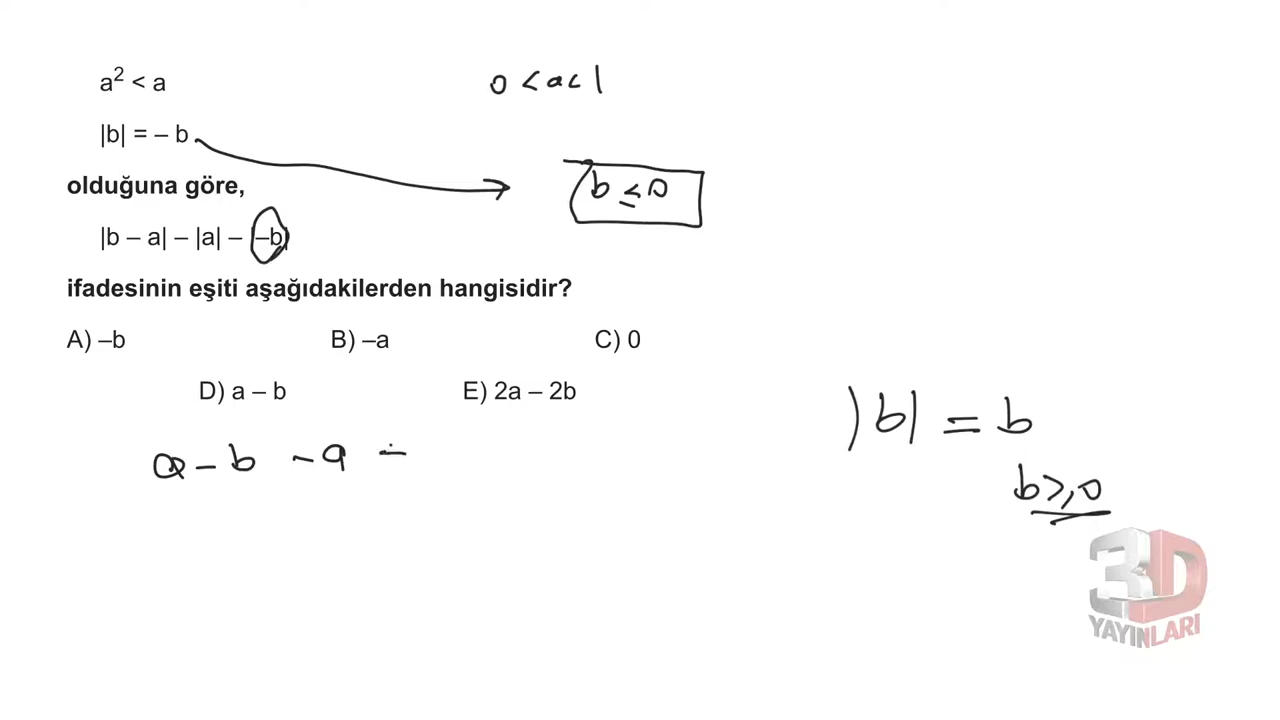 a² < a
0 < a < 1
|b| = – b
olduğuna göre,
b ≤ 0
|b – a| – |a| – |–b|
ifadesinin eşiti aşağıdakilerden hangisidir?
A) –b B) –a C) 0
D) a – b E) 2a – 2b
|b| = b
a – b – a –
b ≥ 0
3D
YAYINLARI